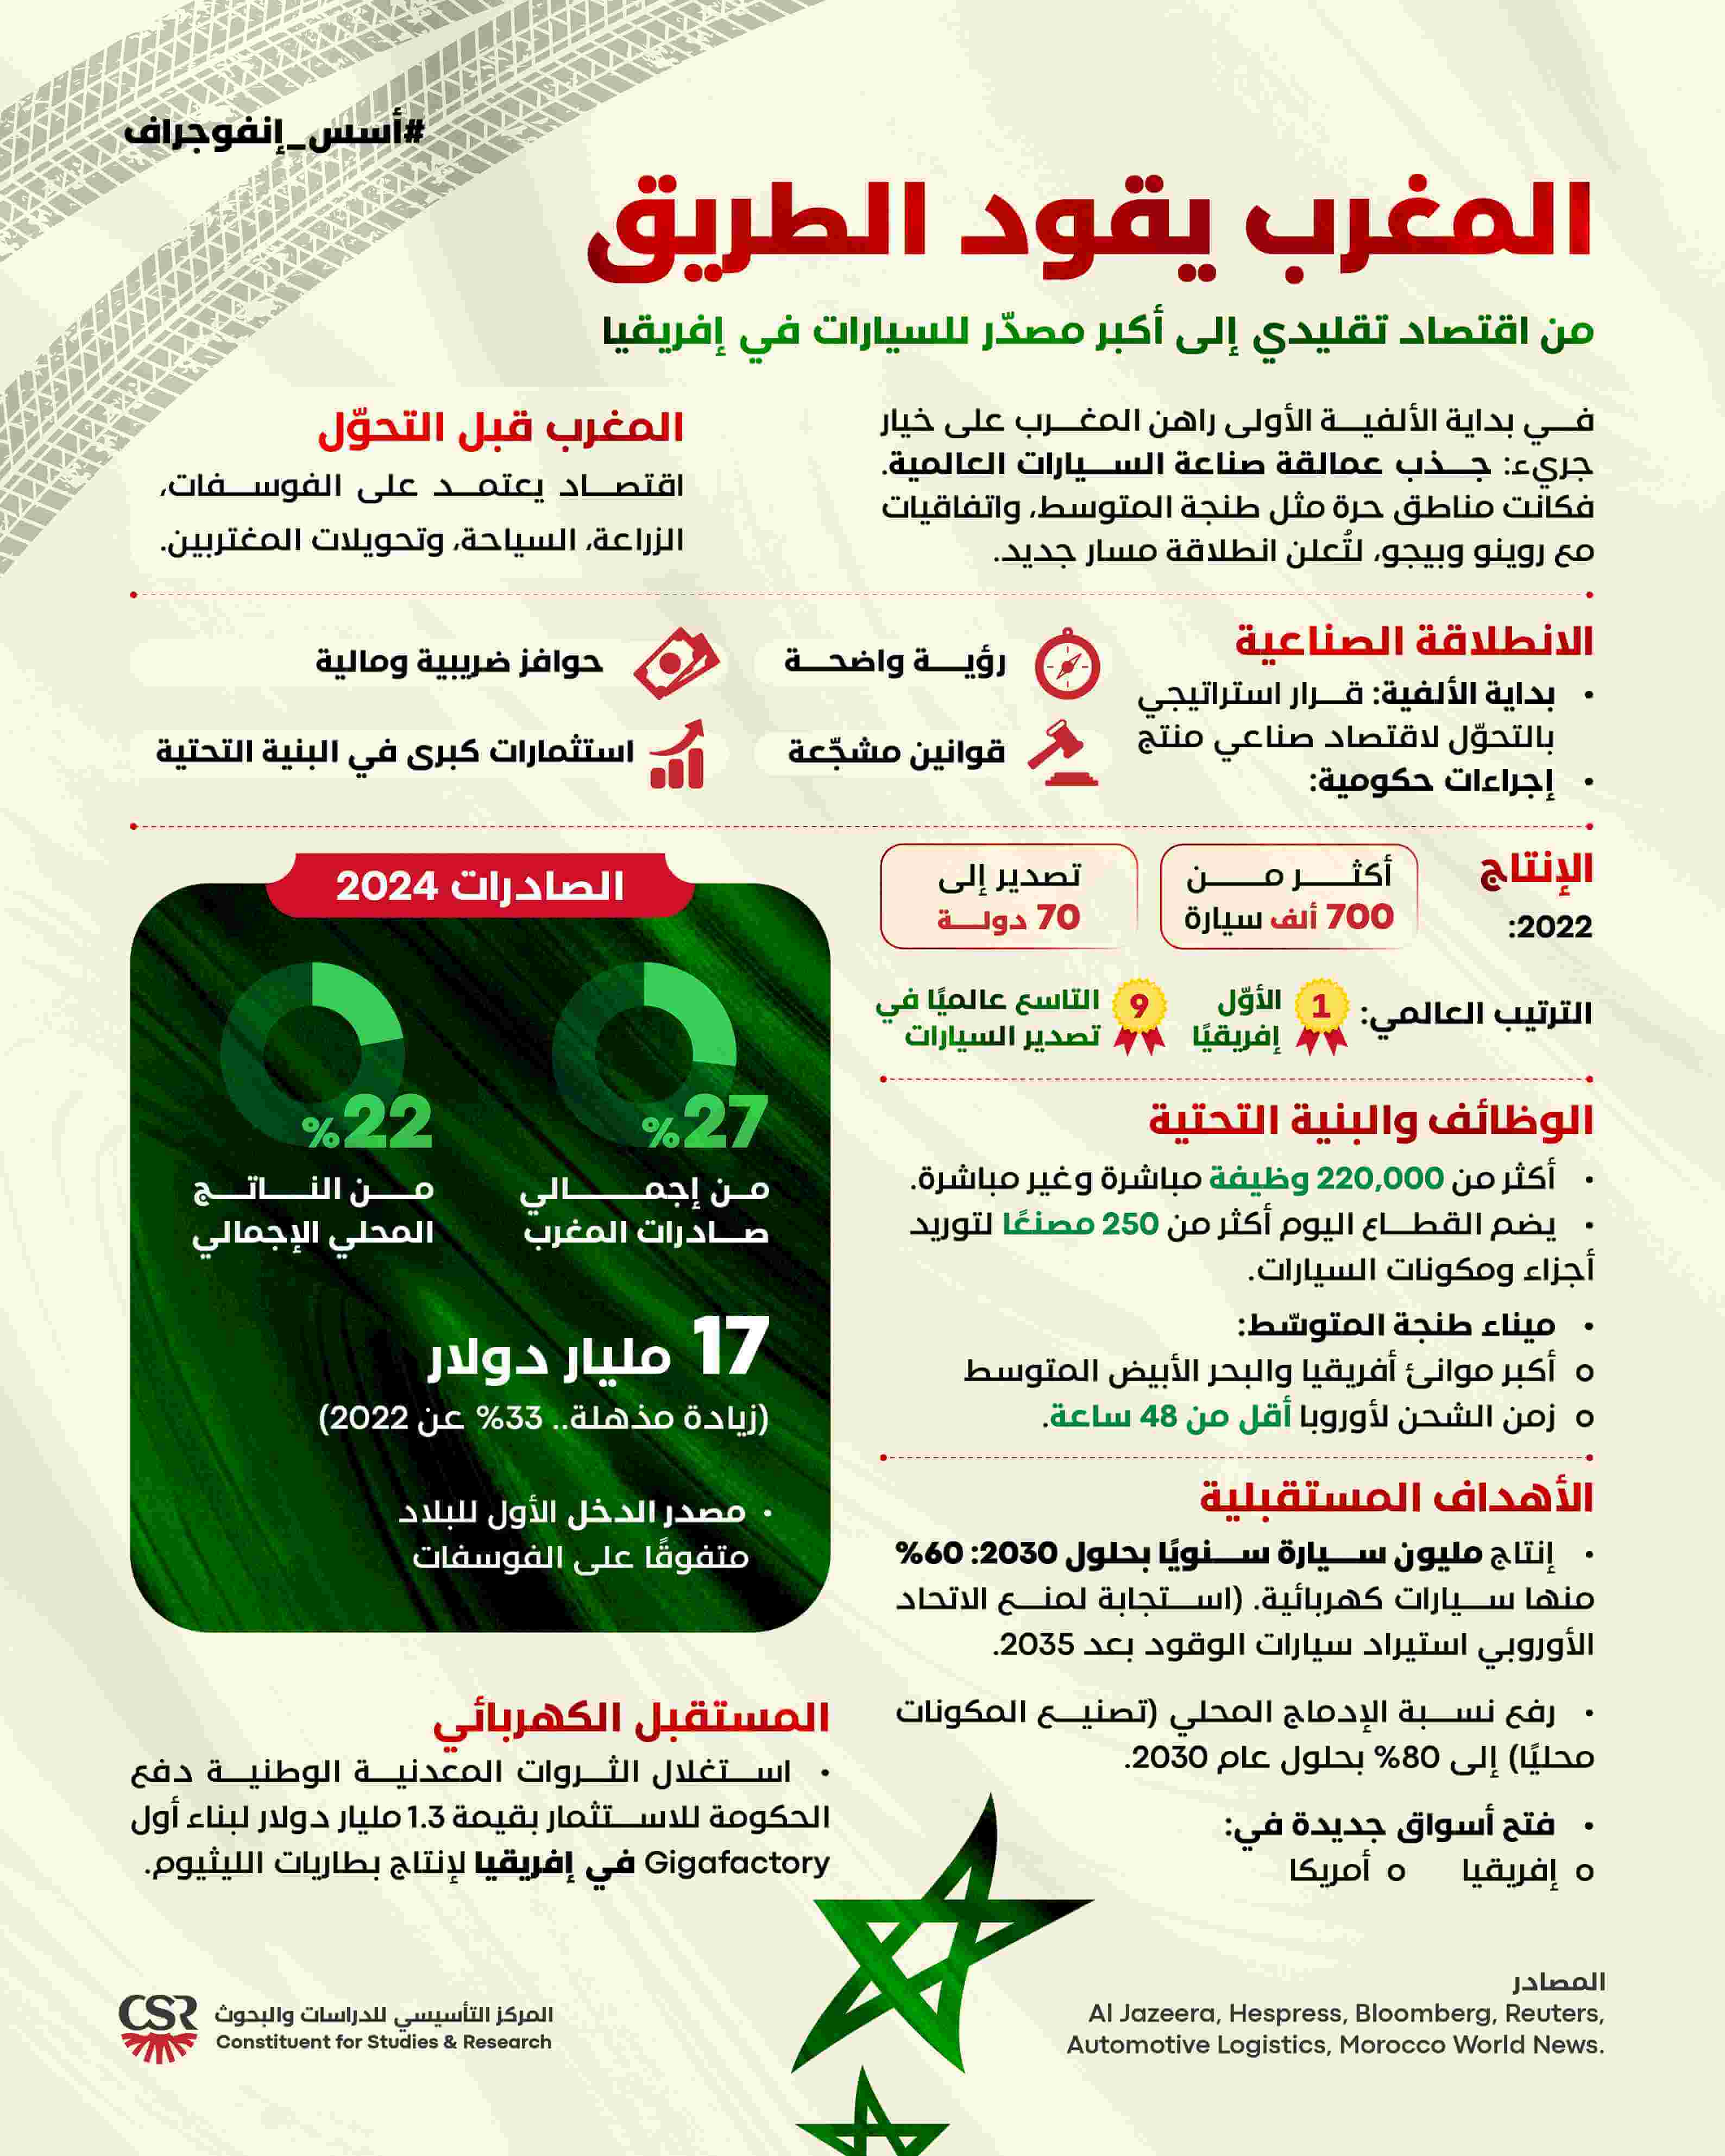 #أسس_إنفوجراف
المغرب يقود الطريق
من اقتصاد تقليدي إلى أكبر مصدّر للسيارات في إفريقيا
في بداية الألفية الأولى راهن المغرب على خيار
جريء: جذب عمالقة صناعة السيارات العالمية.
فكانت مناطق حرة مثل طنجة المتوسط، واتفاقيات
مع روينو وبيجو، لتُعلن انطلاقة مسار جديد.
المغرب قبل التحوّل
اقتصاد يعتمد على الفوسفات،
الزراعة، السياحة، وتحويلات المغتربين.
الانطلاقة الصناعية
• بداية الألفية: قرار استراتيجي
بالتحوّل لاقتصاد صناعي منتج
• إجراءات حكومية:
رؤية واضحة
حوافز ضريبية ومالية
قوانين مشجّعة
استثمارات كبرى في البنية التحتية
الإنتاج
2022:
أكثر من
700 ألف سيارة
تصدير إلى
70 دولة
الترتيب العالمي:
1
الأوّل
إفريقيًا
9
التاسع عالميًا في
تصدير السيارات
الوظائف والبنية التحتية
• أكثر من 220,000 وظيفة مباشرة وغير مباشرة.
• يضم القطاع اليوم أكثر من 250 مصنعًا لتوريد
أجزاء ومكونات السيارات.
• ميناء طنجة المتوسّط:
o أكبر موانئ أفريقيا والبحر الأبيض المتوسط
o زمن الشحن لأوروبا أقل من 48 ساعة.
الأهداف المستقبلية
• إنتاج مليون سيارة سنويًا بحلول 2030: 60%
منها سيارات كهربائية. (استجابة لمنع الاتحاد
الأوروبي استيراد سيارات الوقود بعد 2035.
• رفع نسبة الإدماج المحلي (تصنيع المكونات
محليًا) إلى 80% بحلول عام 2030.
• فتح أسواق جديدة في:
o إفريقيا o أمريكا
الصادرات 2024
27%
من إجمالي
صادرات المغرب
22%
من الناتج
المحلي الإجمالي
17 مليار دولار
(زيادة مذهلة.. 33% عن 2022)
• مصدر الدخل الأول للبلاد
متفوقًا على الفوسفات
المستقبل الكهربائي
• استغلال الثروات المعدنية الوطنية دفع
الحكومة للاستثمار بقيمة 1.3 مليار دولار لبناء أول
Gigafactory في إفريقيا لإنتاج بطاريات الليثيوم.
المصادر
Al Jazeera, Hespress, Bloomberg, Reuters,
Automotive Logistics, Morocco World News.
CSR
المركز التأسيسي للدراسات والبحوث
Constituent for Studies & Research